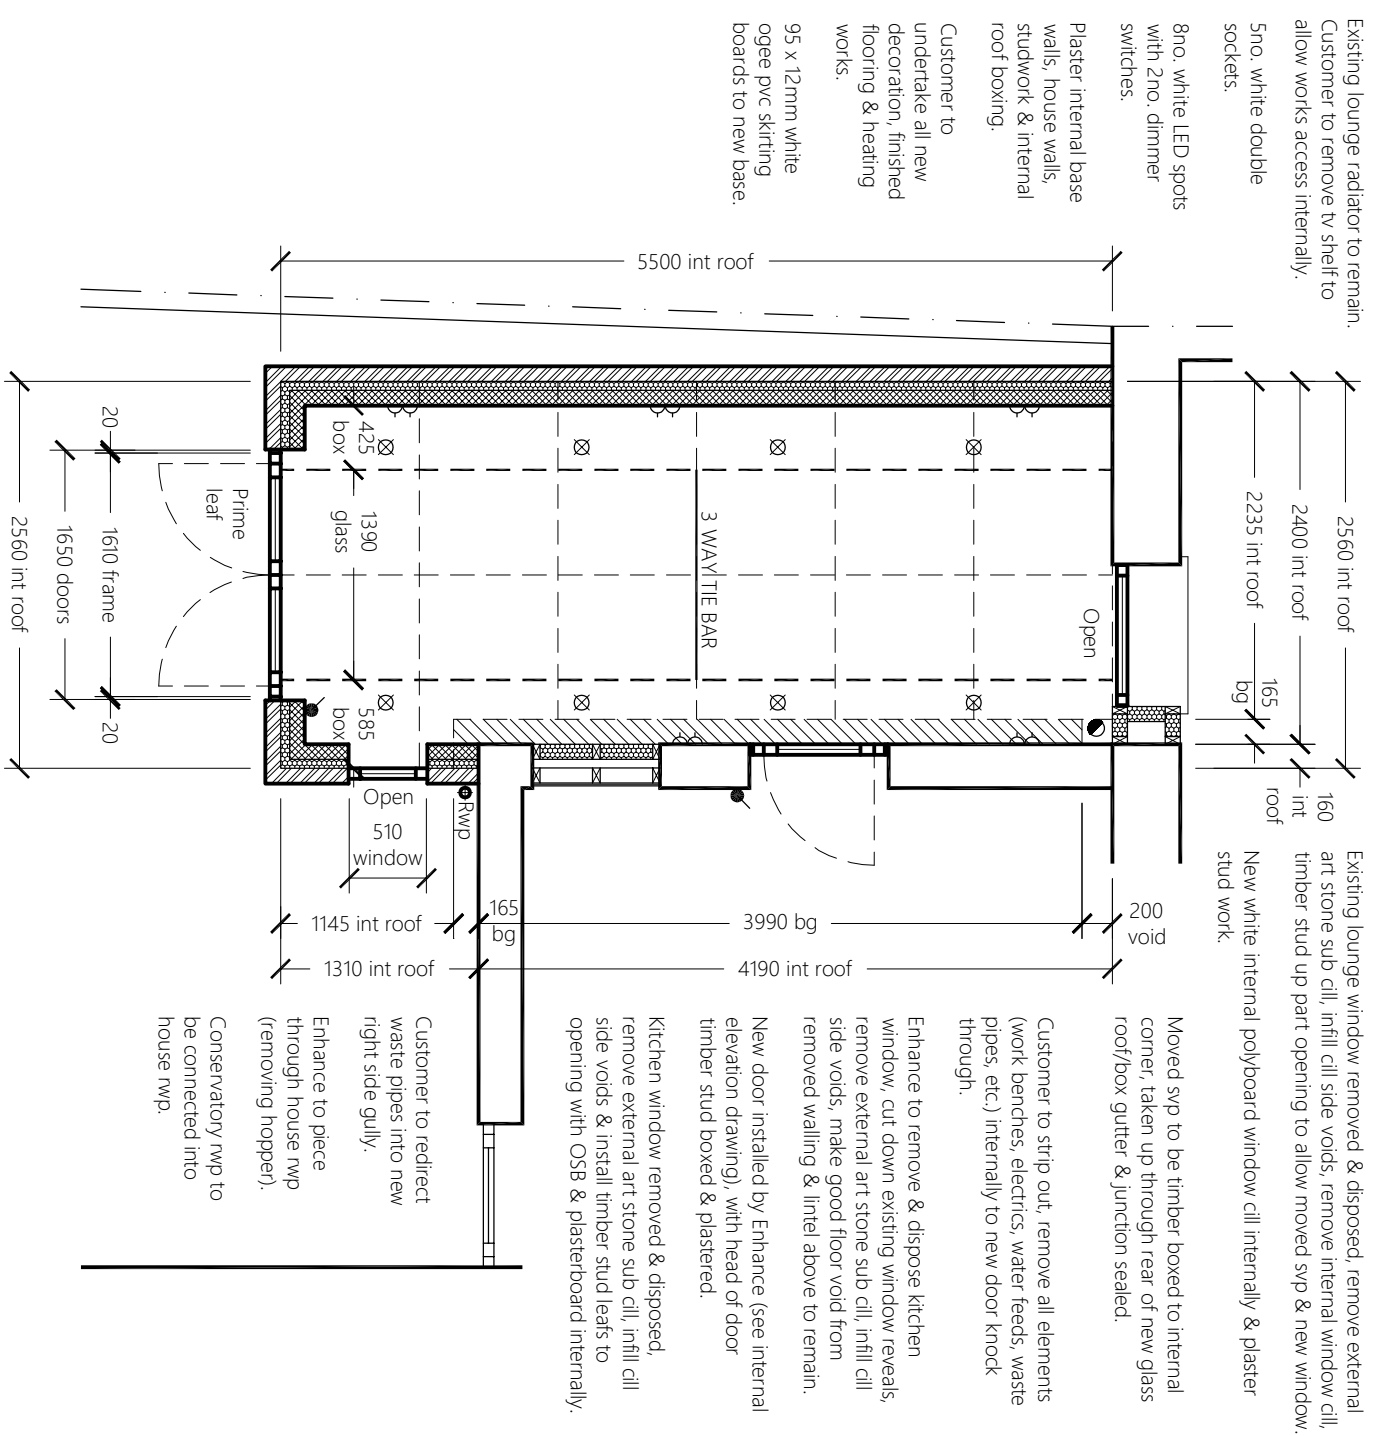 Existing lounge radiator to remain.
Customer to remove tv shelf to
allow works access internally.
5no. white double
sockets.
8no. white LED spots
with 2no. dimmer
switches.
Plaster internal base
walls, house walls,
studwork & internal
roof boxing.
Customer to
undertake all new
decoration, finished
flooring & heating
works.
95 x 12mm white
ogee pvc skirting
boards to new base.
5500 int roof
2560 int roof
2400 int roof
2235 int roof
165
bg
160
int
roof
Open
3 WAY TIE BAR
425
box
1390
glass
585
box
Prime
leaf
20
1610 frame
20
1650 doors
2560 int roof
Open
510
window
Rwp
1145 int roof
165
bg
3990 bg
200
void
1310 int roof
4190 int roof
Existing lounge window removed & disposed, remove external
art stone sub cill, infill cill side voids, remove internal window cill,
timber stud up part opening to allow moved svp & new window.
New white internal polyboard window cill internally & plaster
stud work.
Moved svp to be timber boxed to internal
corner, taken up through rear of new glass
roof/box gutter & junction sealed.
Customer to strip out, remove all elements
(work benches, electrics, water feeds, waste
pipes, etc.) internally to new door knock
through.
Enhance to remove & dispose kitchen
window, cut down existing window reveals,
remove external art stone sub cill, infill cill
side voids, make good floor void from
removed walling & lintel above to remain.
New door installed by Enhance (see internal
elevation drawing), with head of door
timber stud boxed & plastered.
Kitchen window removed & disposed,
remove external art stone sub cill, infill cill
side voids & install timber stud leafs to
opening with OSB & plasterboard internally.
Customer to redirect
waste pipes into new
right side gully.
Enhance to piece
through house rwp
(removing hopper).
Conservatory rwp to
be connected into
house rwp.